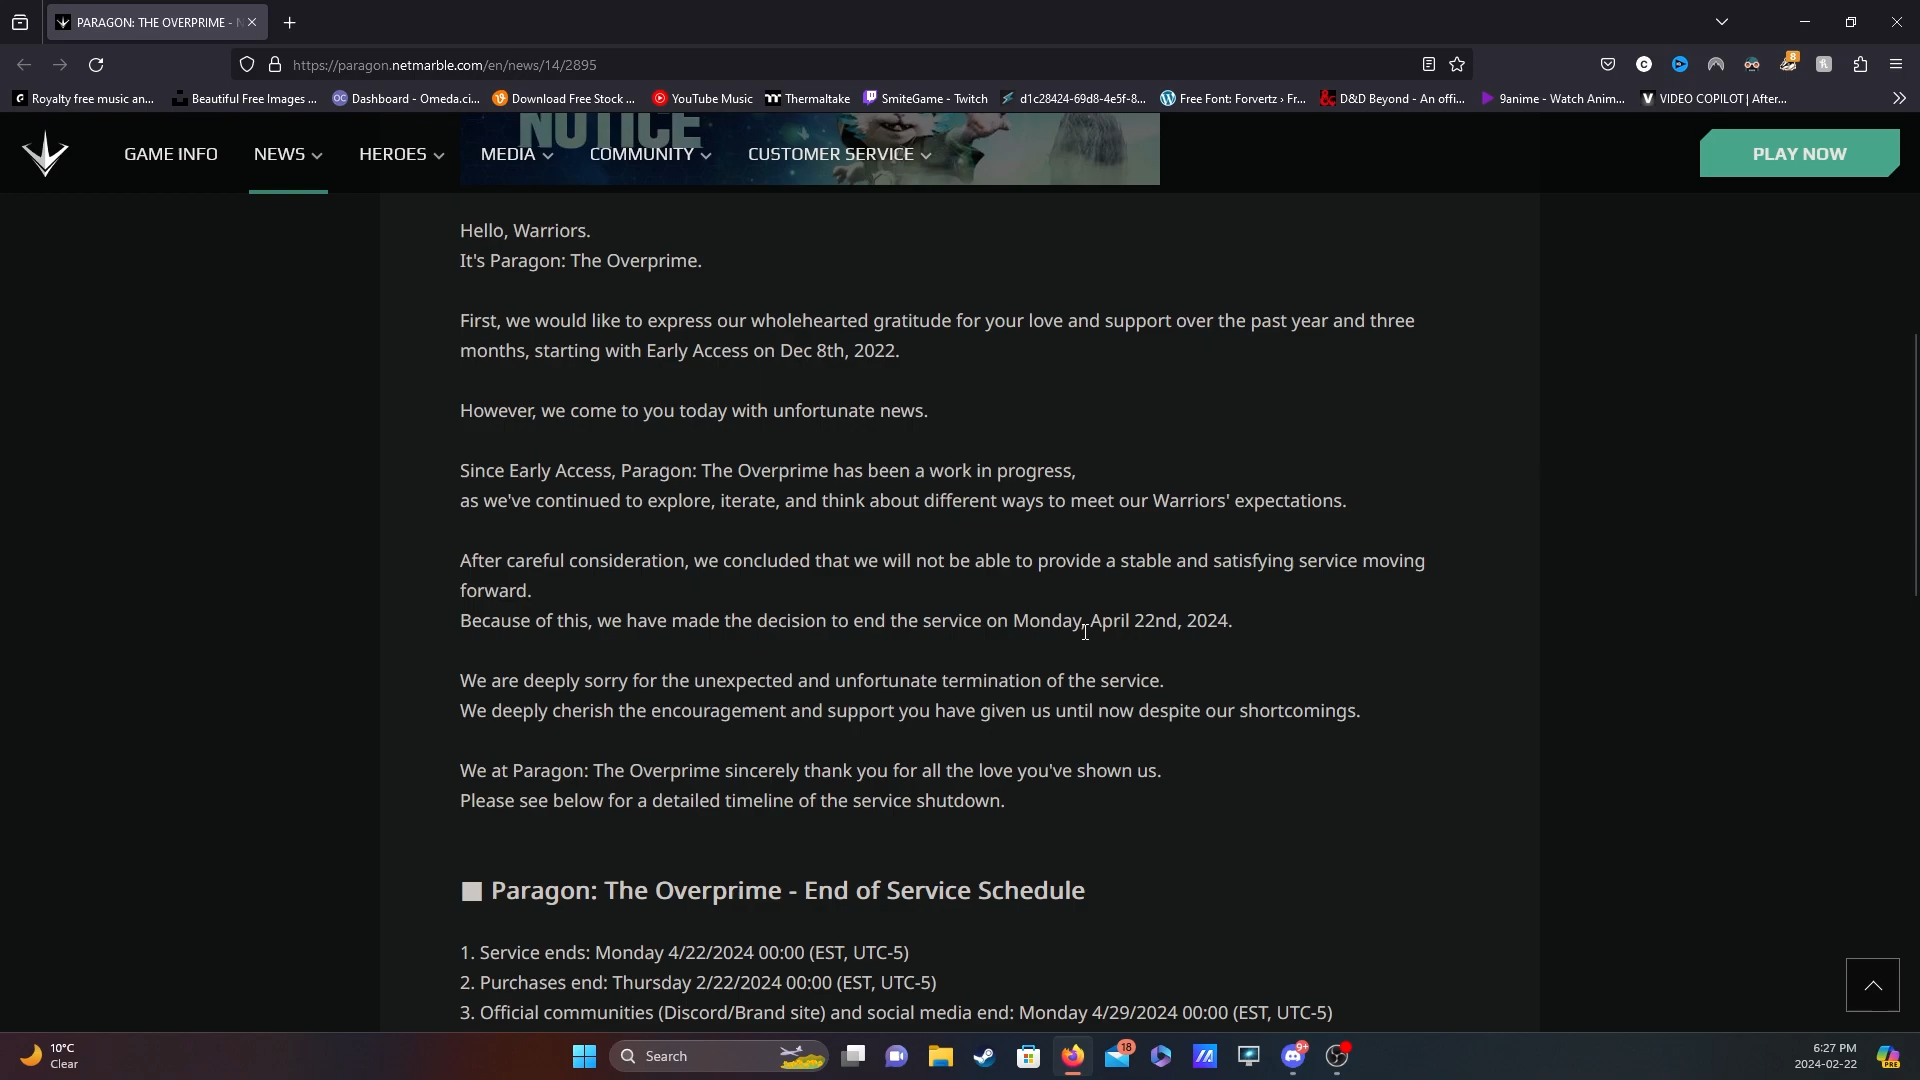 PARAGON: THE OVERPRIME - N
https://paragon.netmarble.com/en/news/14/2895
8
Royalty free music an...
Beautiful Free Images ...
OC Dashboard - Omeda.ci...
Download Free Stock ...
YouTube Music
Thermaltake
SmiteGame - Twitch
d1c28424-69d8-4e5f-8...
Free Font: Forvertz › Fr...
D&D Beyond - An offi...
9anime - Watch Anim...
VIDEO COPILOT | After...
NOTICE
GAME INFO
NEWS
HEROES
MEDIA
COMMUNITY
CUSTOMER SERVICE
PLAY NOW
Hello, Warriors.
It's Paragon: The Overprime.
First, we would like to express our wholehearted gratitude for your love and support over the past year and three
months, starting with Early Access on Dec 8th, 2022.
However, we come to you today with unfortunate news.
Since Early Access, Paragon: The Overprime has been a work in progress,
as we've continued to explore, iterate, and think about different ways to meet our Warriors' expectations.
After careful consideration, we concluded that we will not be able to provide a stable and satisfying service moving
forward.
Because of this, we have made the decision to end the service on Monday, April 22nd, 2024.
We are deeply sorry for the unexpected and unfortunate termination of the service.
We deeply cherish the encouragement and support you have given us until now despite our shortcomings.
We at Paragon: The Overprime sincerely thank you for all the love you've shown us.
Please see below for a detailed timeline of the service shutdown.
■ Paragon: The Overprime - End of Service Schedule
1. Service ends: Monday 4/22/2024 00:00 (EST, UTC-5)
2. Purchases end: Thursday 2/22/2024 00:00 (EST, UTC-5)
3. Official communities (Discord/Brand site) and social media end: Monday 4/29/2024 00:00 (EST, UTC-5)
10°C
Clear
Search
18
9+
6:27 PM
2024-02-22
PRE